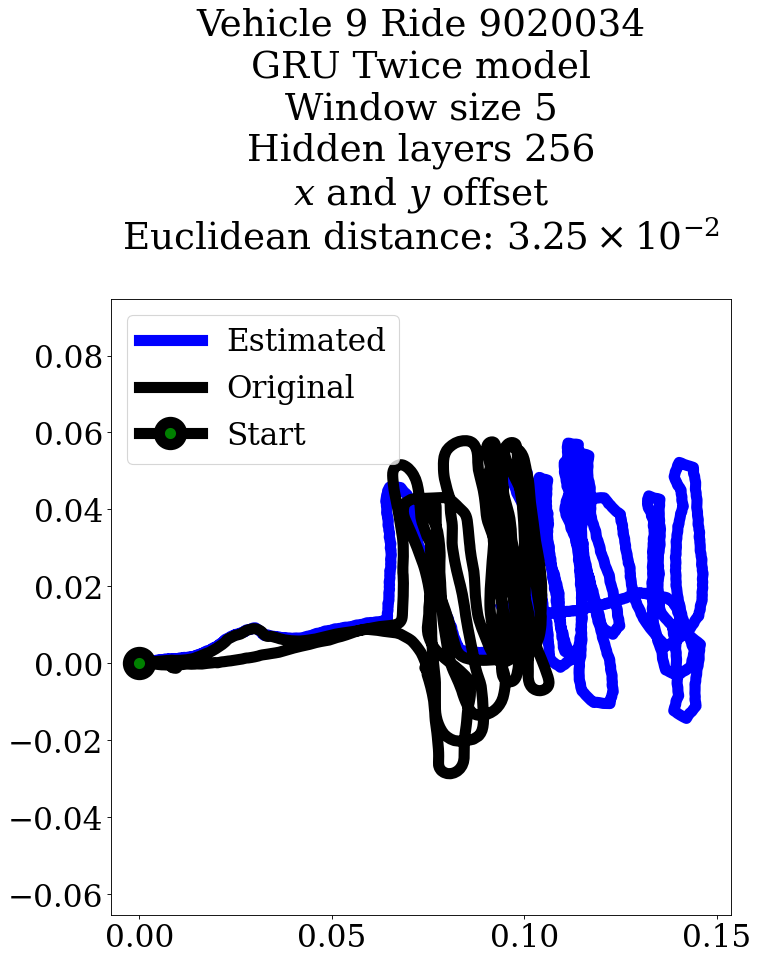 Vehicle 9 Ride 9020034
GRU Twice model
Window size 5
Hidden layers 256
x and y offset
Euclidean distance: 3.25 × 10⁻²
Estimated
Original
Start
0.08
0.06
0.04
0.02
0.00
−0.02
−0.04
−0.06
0.00 0.05 0.10 0.15